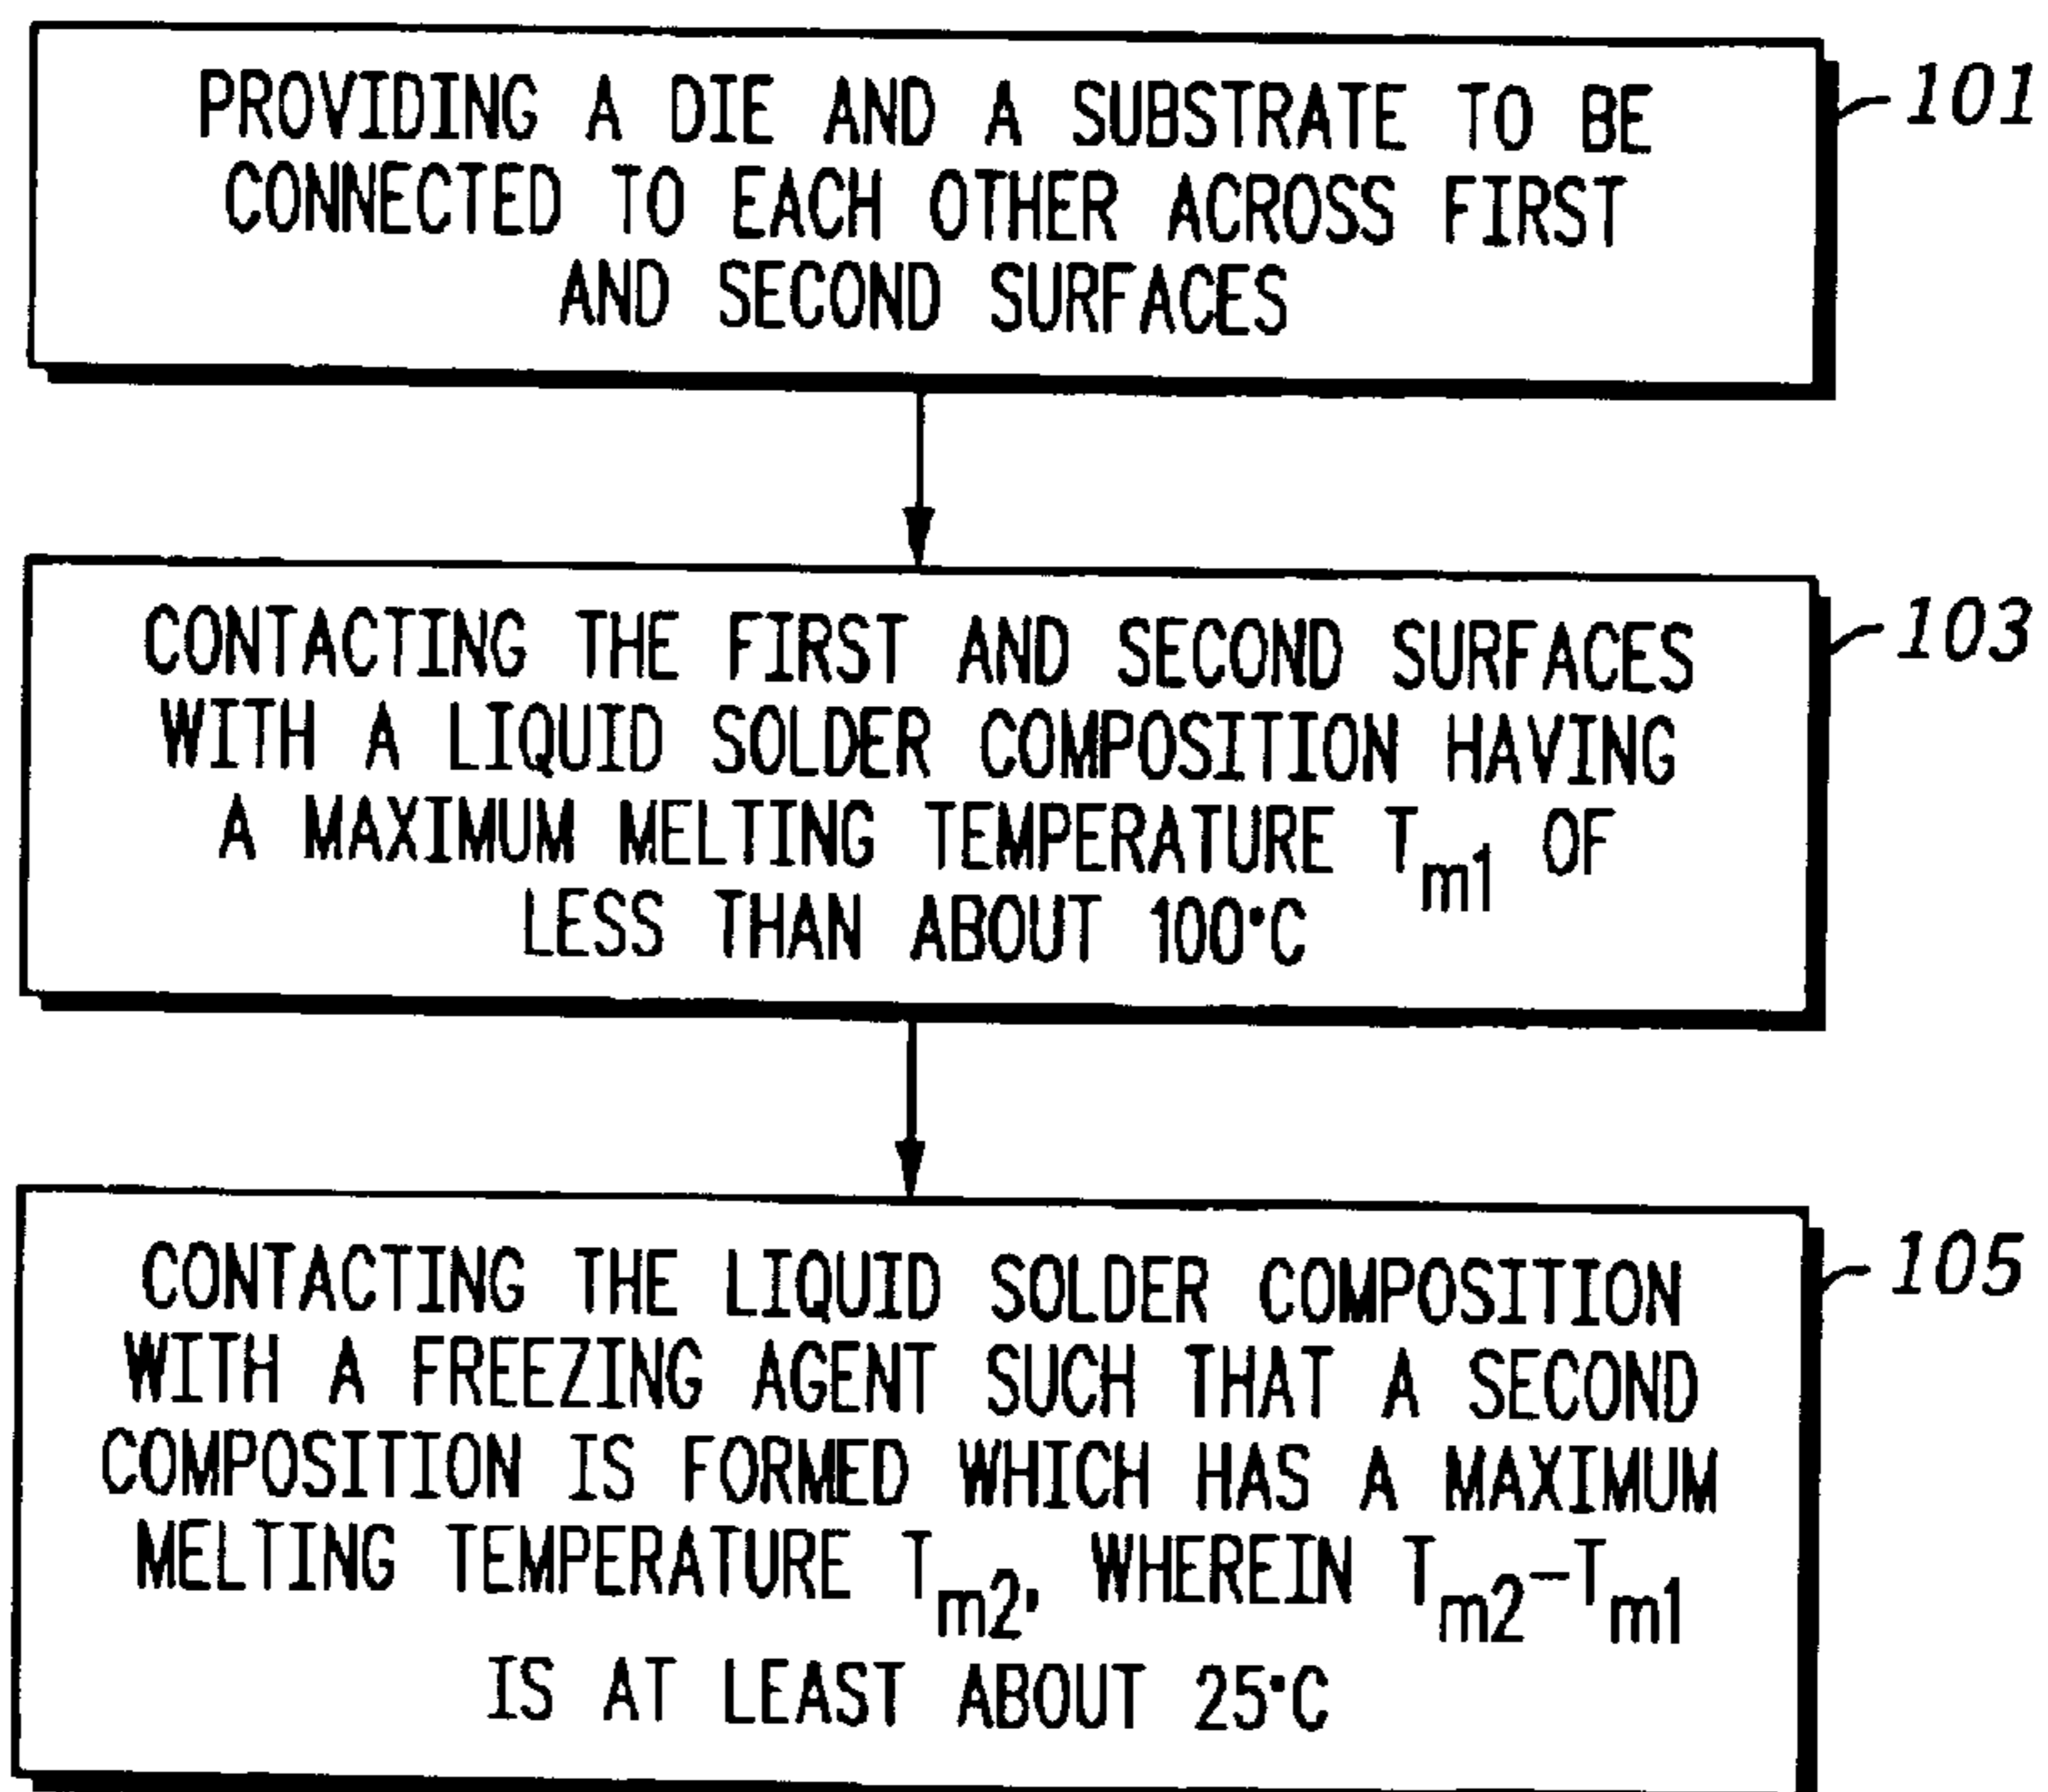 PROVIDING A DIE AND A SUBSTRATE TO BE
CONNECTED TO EACH OTHER ACROSS FIRST
AND SECOND SURFACES
101
CONTACTING THE FIRST AND SECOND SURFACES
WITH A LIQUID SOLDER COMPOSITION HAVING
A MAXIMUM MELTING TEMPERATURE Tm1 OF
LESS THAN ABOUT 100°C
103
CONTACTING THE LIQUID SOLDER COMPOSITION
WITH A FREEZING AGENT SUCH THAT A SECOND
COMPOSITION IS FORMED WHICH HAS A MAXIMUM
MELTING TEMPERATURE Tm2, WHEREIN Tm2-Tm1
IS AT LEAST ABOUT 25°C
105